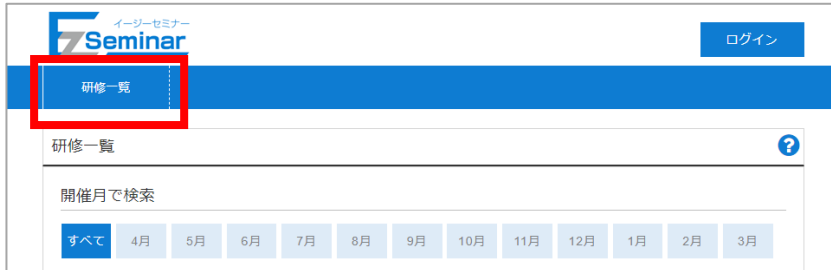 イージーセミナー
Ez Seminar
ログイン
研修一覧
研修一覧
?
開催月で検索
すべて 4月 5月 6月 7月 8月 9月 10月 11月 12月 1月 2月 3月